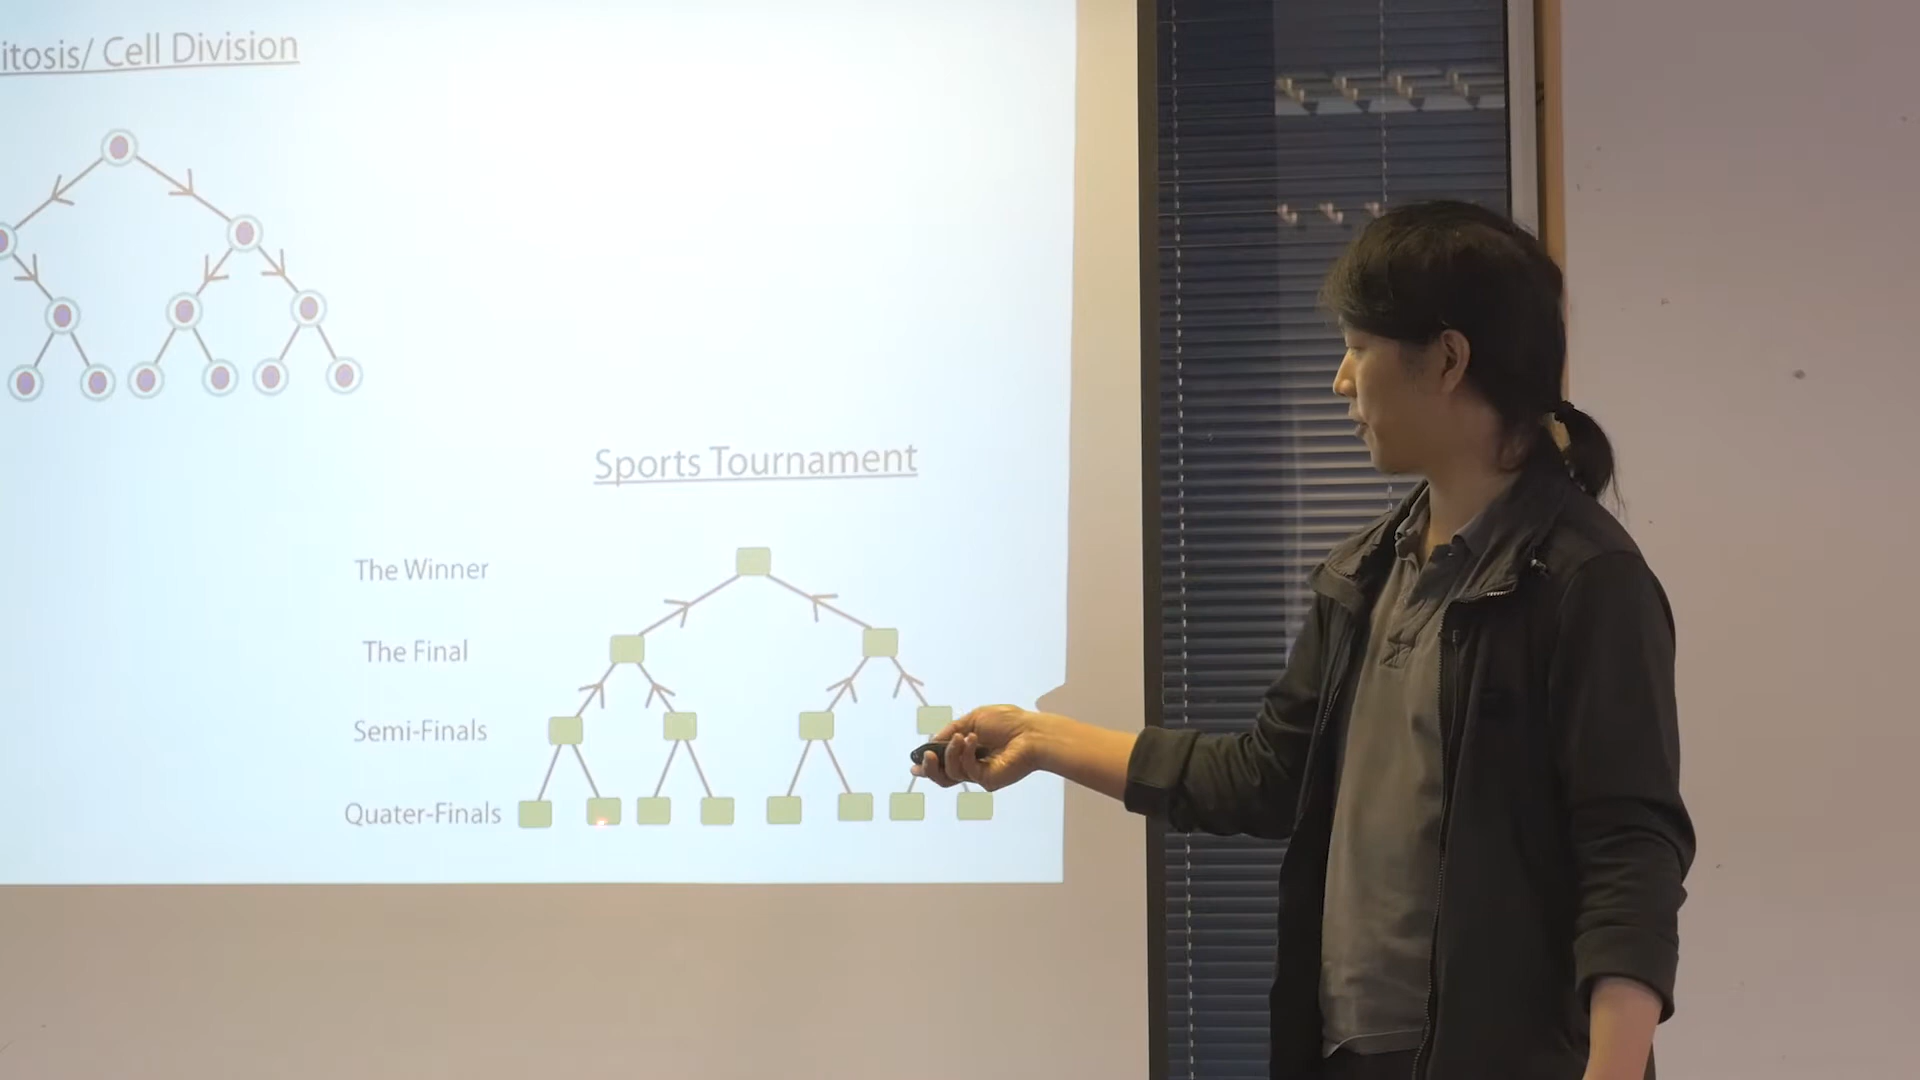 itosis/ Cell Division
Sports Tournament
The Winner
The Final
Semi-Finals
Quater-Finals